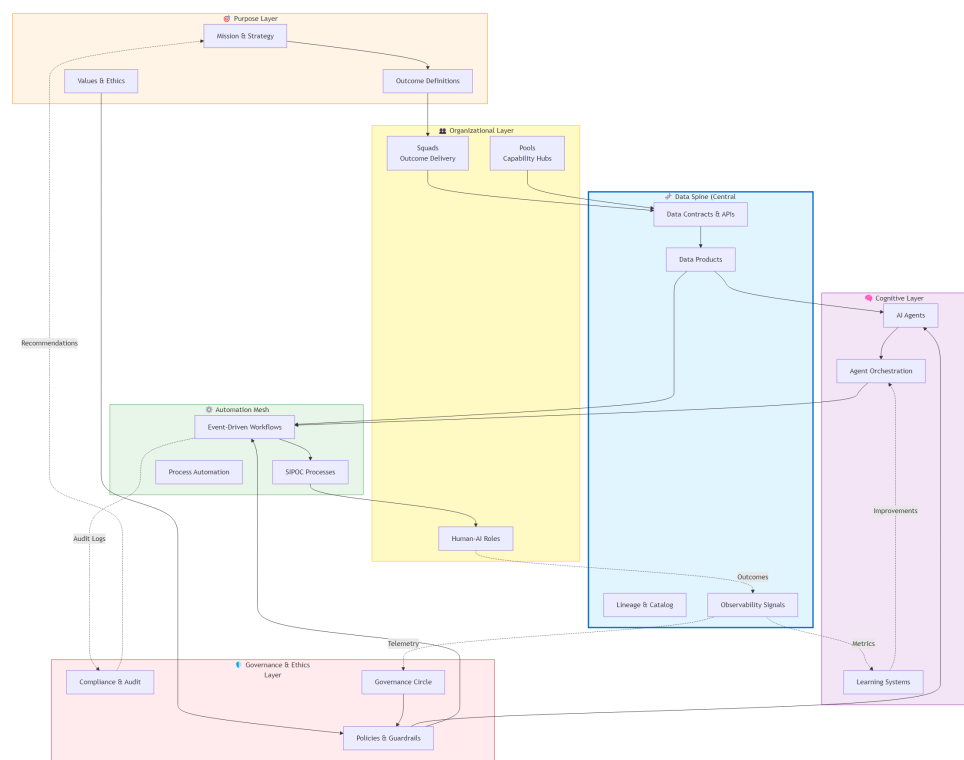 🎯 Purpose Layer
Mission & Strategy
Values & Ethics
Outcome Definitions
👥 Organizational Layer
Squads
Outcome Delivery
Pools
Capability Hubs
🧬 Data Spine (Central
Data Contracts & APIs
Data Products
🧠 Cognitive Layer
AI Agents
Recommendations
Agent Orchestration
⚙️ Automation Mesh
Event-Driven Workflows
Process Automation
SIPOC Processes
Improvements
Audit Logs
Human-AI Roles
Outcomes
Lineage & Catalog
Observability Signals
Telemetry
Metrics
🛡️ Governance & Ethics
Layer
Compliance & Audit
Governance Circle
Learning Systems
Policies & Guardrails